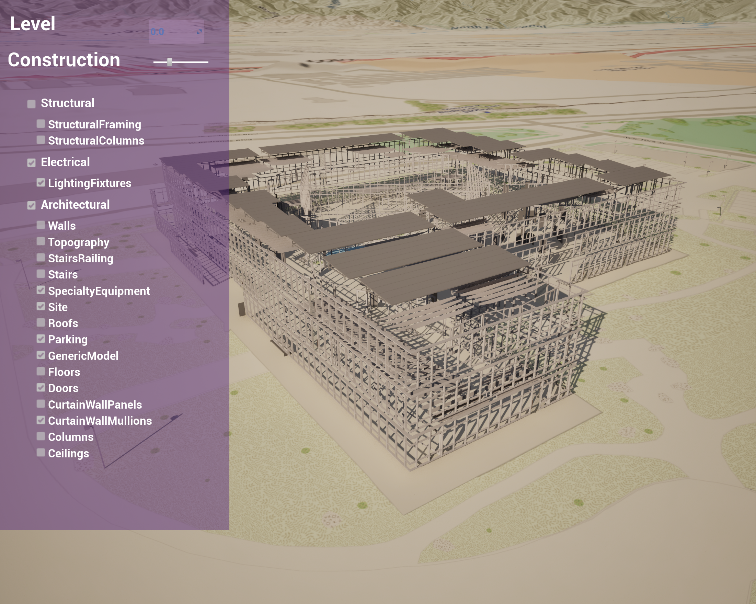 Level
Construction
Structural
StructuralFraming
StructuralColumns
Electrical
LightingFixtures
Architectural
Walls
Topography
StairsRailing
Stairs
SpecialtyEquipment
Site
Roofs
Parking
GenericModel
Floors
Doors
CurtainWallPanels
CurtainWallMullions
Columns
Ceilings